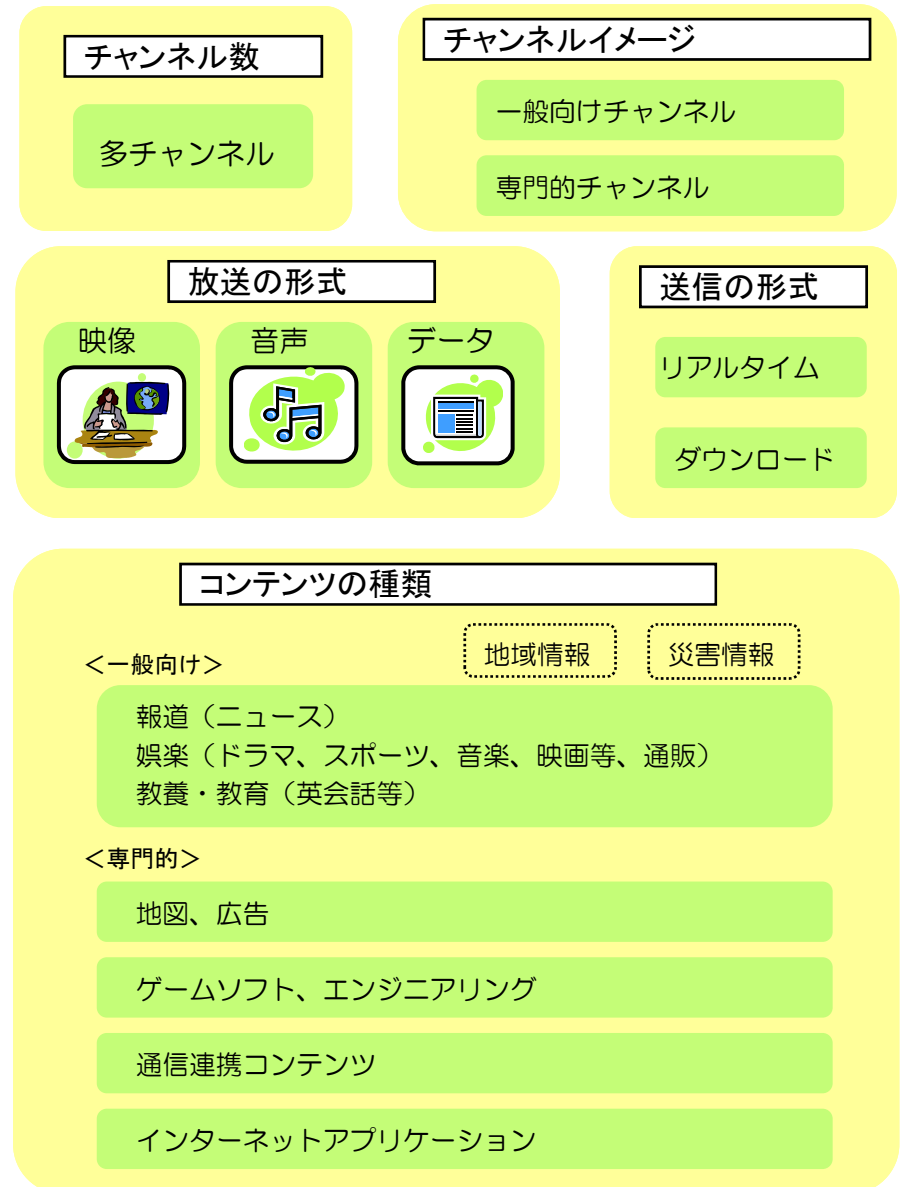 チャンネル数
多チャンネル
チャンネルイメージ
一般向けチャンネル
専門的チャンネル
放送の形式
映像
音声
データ
送信の形式
リアルタイム
ダウンロード
コンテンツの種類
地域情報
災害情報
＜一般向け＞
報道（ニュース）
娯楽（ドラマ、スポーツ、音楽、映画等、通販）
教養・教育（英会話等）
＜専門的＞
地図、広告
ゲームソフト、エンジニアリング
通信連携コンテンツ
インターネットアプリケーション